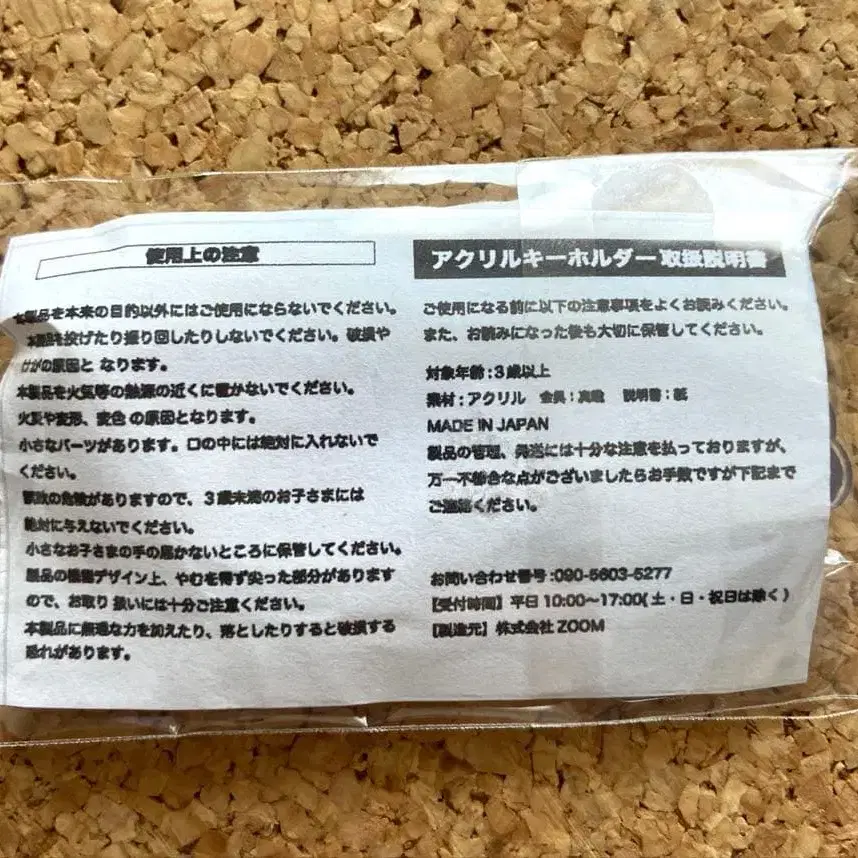 使用上の注意
本製品を本来の目的以外にはご使用にならないでください。
本製品を投げたり振り回したりしないでください。破損や
けがの原因と なります。
本製品を火気等の熱源の近くに置かないでください。
火災や変形、変色 の原因となります。
小さなパーツがあります。口の中には絶対に入れないで
ください。
窒息の危険がありますので、3歳未満のお子さまには
絶対に与えないでください。
小さなお子さまの手の届かないところに保管してください。
製品の構造デザイン上、やむを得ず尖った部分があります
ので、お取り 扱いには十分ご注意ください。
本製品に無理な力を加えたり、落としたりすると破損する
恐れがあります。
アクリルキーホルダー 取扱説明書
ご使用になる前に以下の注意事項をよくお読みください。
また、お読みになった後も大切に保管してください。
対象年齢:3歳以上
素材:アクリル 金具:真鍮 説明書:紙
MADE IN JAPAN
製品の管理、発送には十分な注意を払っておりますが、
万一不都合な点がございましたらお手数ですが下記まで
ご連絡ください。
お問い合わせ番号:090-5603-5277
【受付時間】平日 10:00〜17:00(土・日・祝日は除く)
【製造元】株式会社 ZOOM